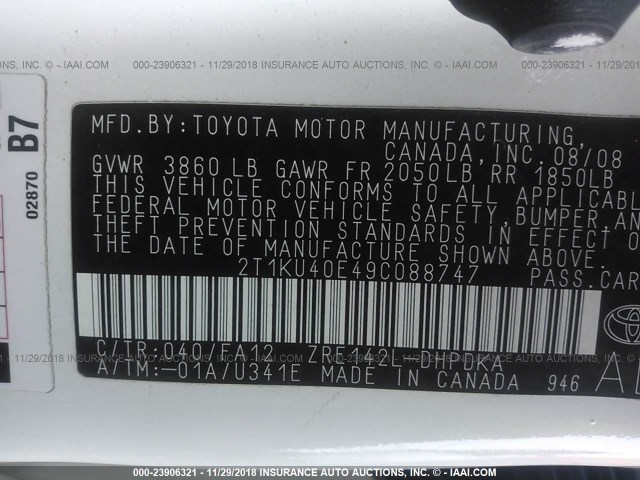 000-23906321 - 11/29/2018 INSURANCE AUTO AUCTIONS, INC. - IAAI.COM
B7
02870
MFD.BY:TOYOTA MOTOR MANUFACTURING,
CANADA,INC. 08/08
GVWR 3860 LB GAWR FR 2050LB RR 1850LB
THIS VEHICLE CONFORMS TO ALL APPLICABL
FEDERAL MOTOR VEHICLE SAFETY,BUMPER AN
THEFT PREVENTION STANDARDS IN EFFECT O
THE DATE OF MANUFACTURE SHOWN ABOVE.
2T1KU40E49C088747 PASS.CAR
C/TR:040/FA12 ZRE142L-DHPDKA
A/TM:-01A/U341E MADE IN CANADA 946
TOYOTA
000-23906321 - 11/29/2018 INSURANCE AUTO AUCTIONS, INC. - IAAI.COM